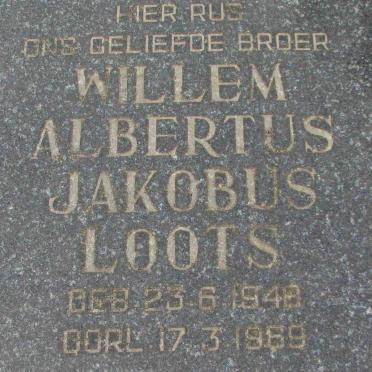 HIER RUS
ONS GELIEFDE BROER
WILLEM
ALBERTUS
JAKOBUS
LOOTS
GEB 23·6 1948
OORL 17 3 1969